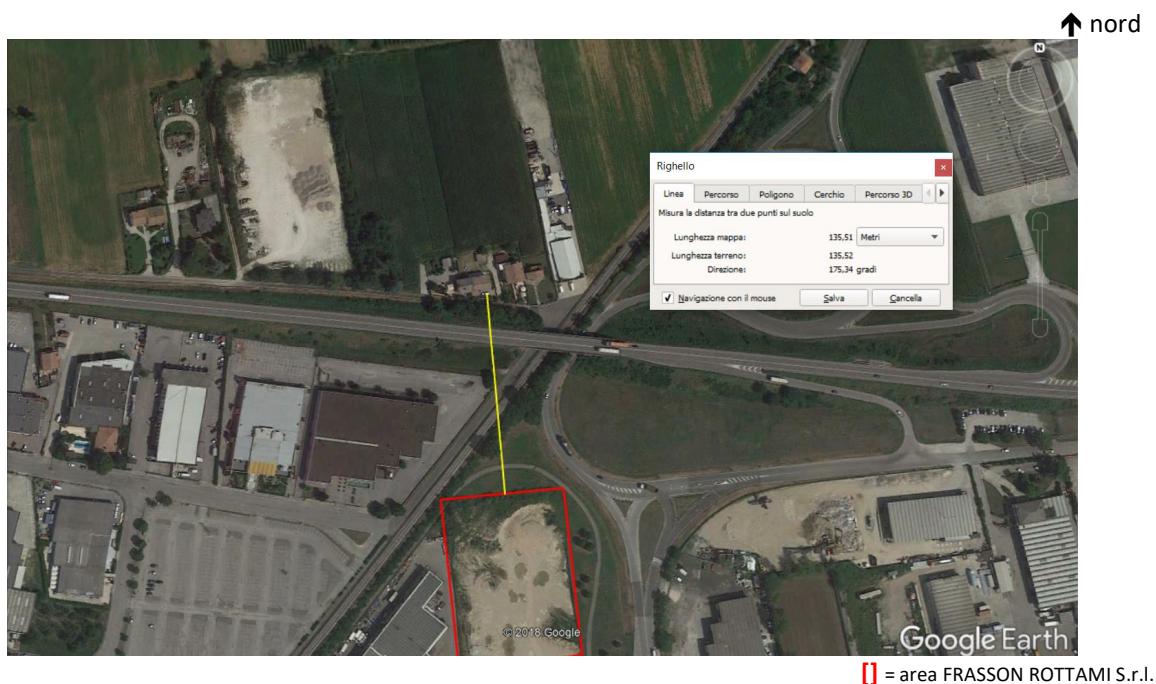 nord
N
Righello
Linea Percorso Poligono Cerchio Percorso 3D
Misura la distanza tra due punti sul suolo
Lunghezza mappa: 135,51 Metri
Lunghezza terreno: 135,52
Direzione: 175,34 gradi
Navigazione con il mouse Salva Cancella
© 2018 Google
Google Earth
[] = area FRASSON ROTTAMI S.r.l.